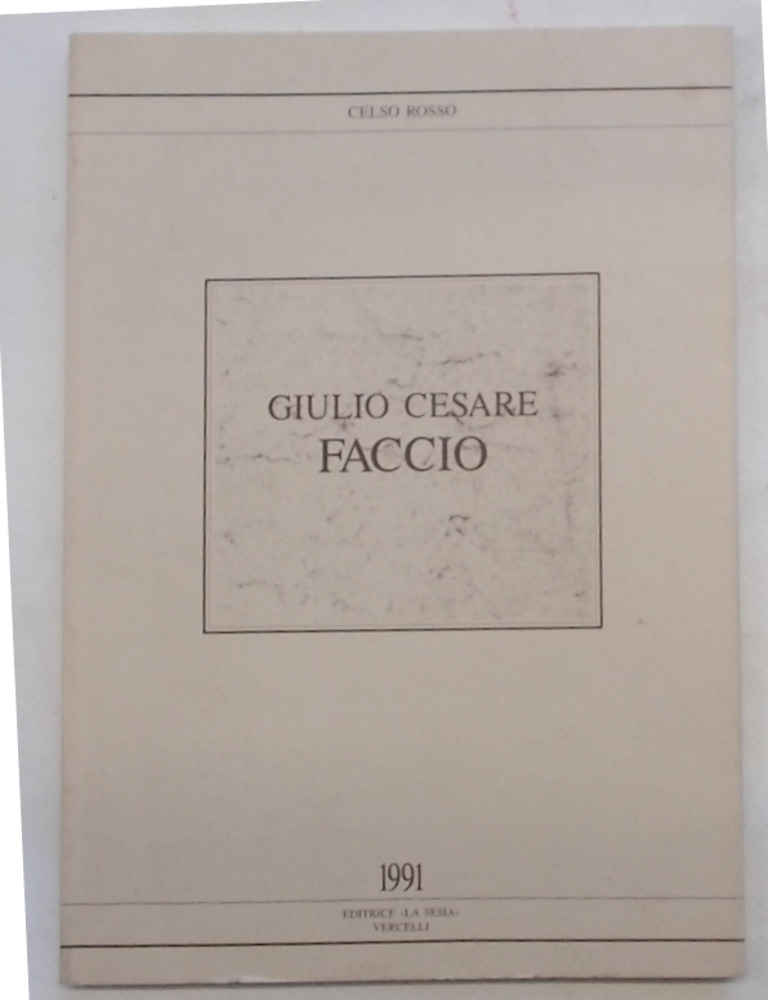 CELSO ROSSO
GIULIO CESARE
FACCIO
1991
EDITRICE «LA SESIA»
VERCELLI